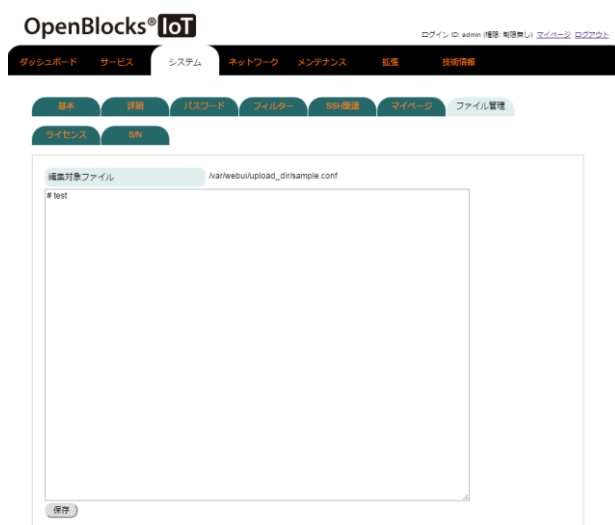 OpenBlocks® IoT
ログイン ID: admin (権限: 制限無し) マイページ ログアウト
ダッシュボード サービス システム ネットワーク メンテナンス 拡張 技術情報
基本 詳細 パスワード フィルター SSH関連 マイページ ファイル管理
ライセンス S/N
編集対象ファイル /var/webui/upload_dir/sample.conf
# test
保存